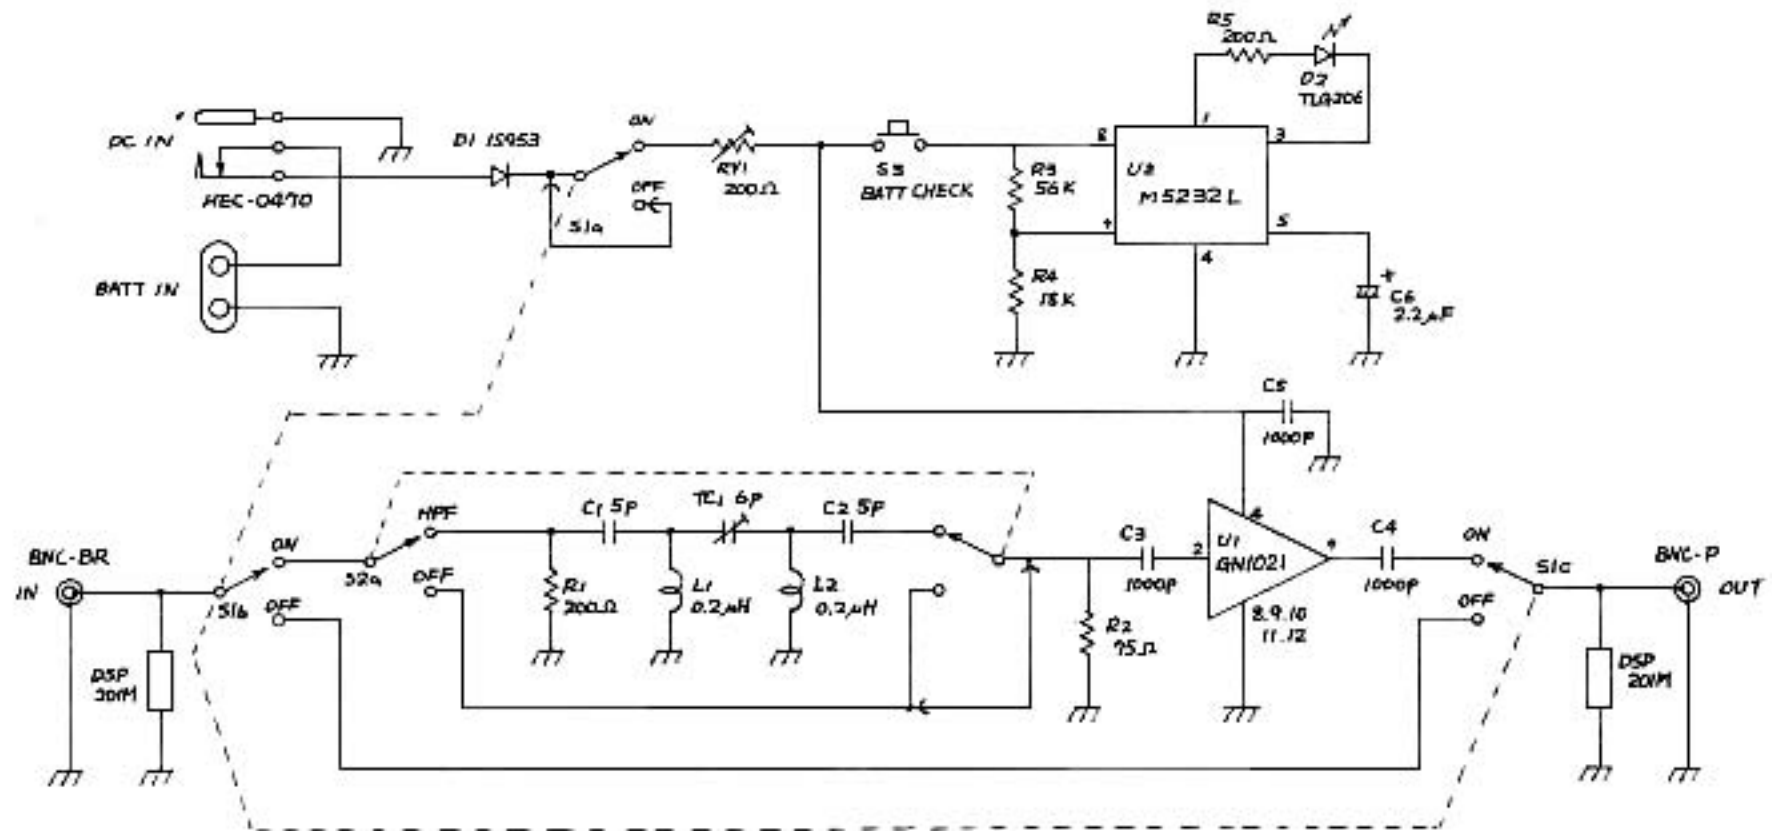 R5
200Ω
D2
TLG206
1
3
DC IN
HEC-0470
D1 1S953
ON
OFF
S1a
RY1
200Ω
S3
BATT CHECK
8
R3
56K
U2
M5232L
5
4
R4
18K
C6
2.2μF
+
BATT IN
C5
1000P
HPF
C1 5P
TC1 6P
C2 5P
BNC-BR
IN
ON
S2a
OFF
S1b
OFF
R1
200Ω
L1
0.2μH
L2
0.2μH
C3
1000P
2
U1
GN1021
8.9.10
11.12
C4
1000P
ON
S1c
OFF
BNC-P
OUT
R2
DSP
201M
DSP
201M